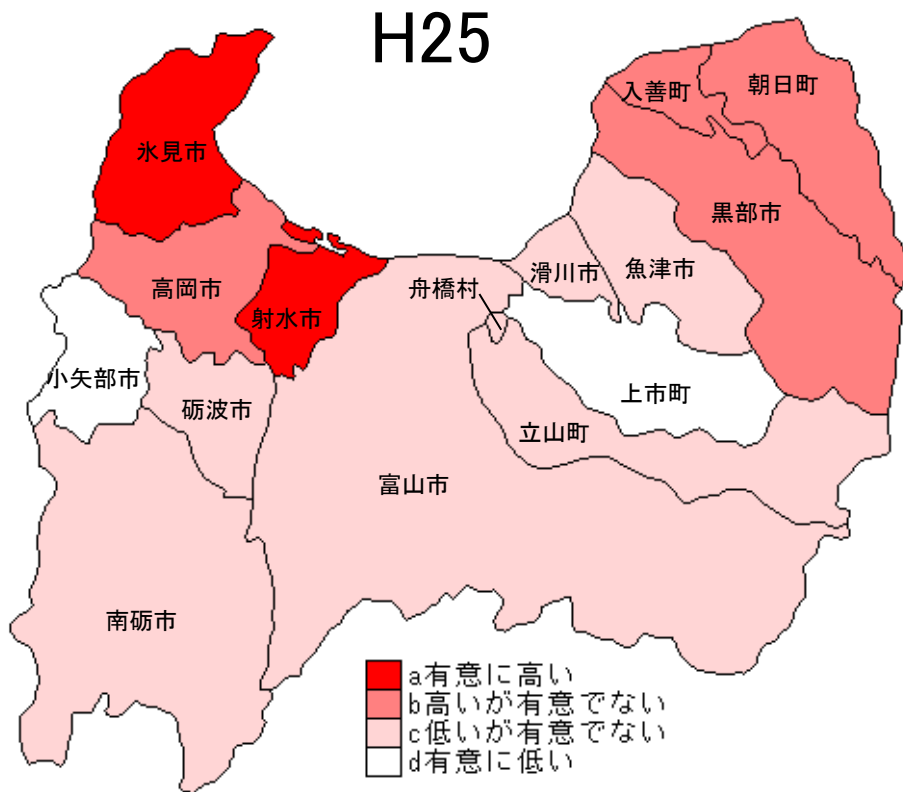 H25
入善町
朝日町
氷見市
黒部市
魚津市
滑川市
高岡市
舟橋村
射水市
小矢部市
上市町
砺波市
立山町
富山市
南砺市
a有意に高い
b高いが有意でない
c低いが有意でない
d有意に低い